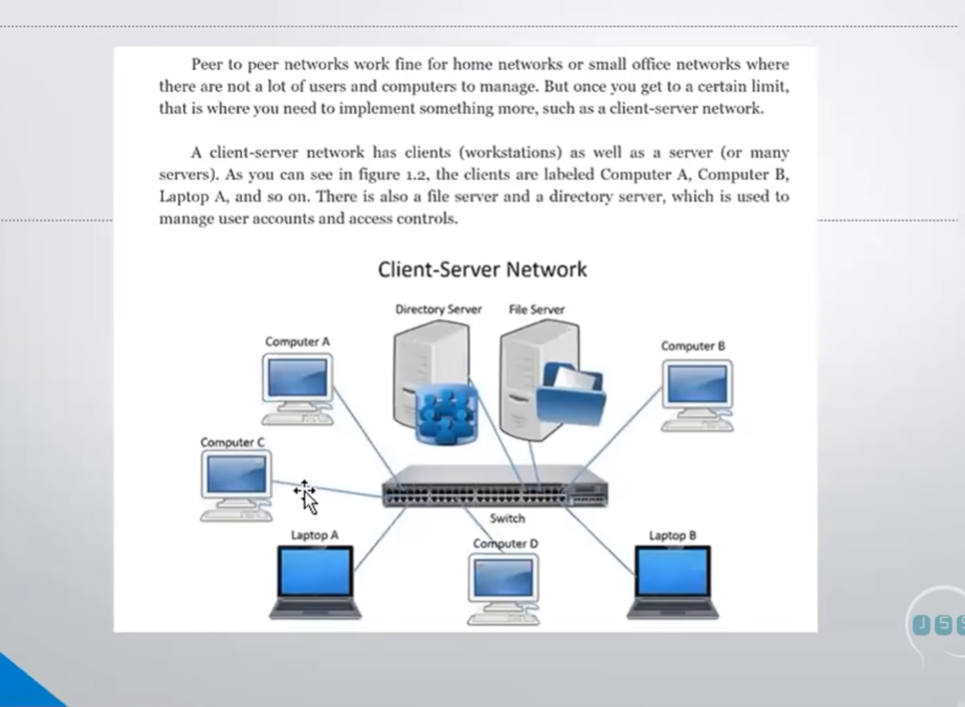 Peer to peer networks work fine for home networks or small office networks where
there are not a lot of users and computers to manage. But once you get to a certain limit,
that is where you need to implement something more, such as a client-server network.
A client-server network has clients (workstations) as well as a server (or many
servers). As you can see in figure 1.2, the clients are labeled Computer A, Computer B,
Laptop A, and so on. There is also a file server and a directory server, which is used to
manage user accounts and access controls.
Client-Server Network
Directory Server File Server
Computer A
Computer B
Computer C
Switch
Laptop A
Computer D
Laptop B
JSS